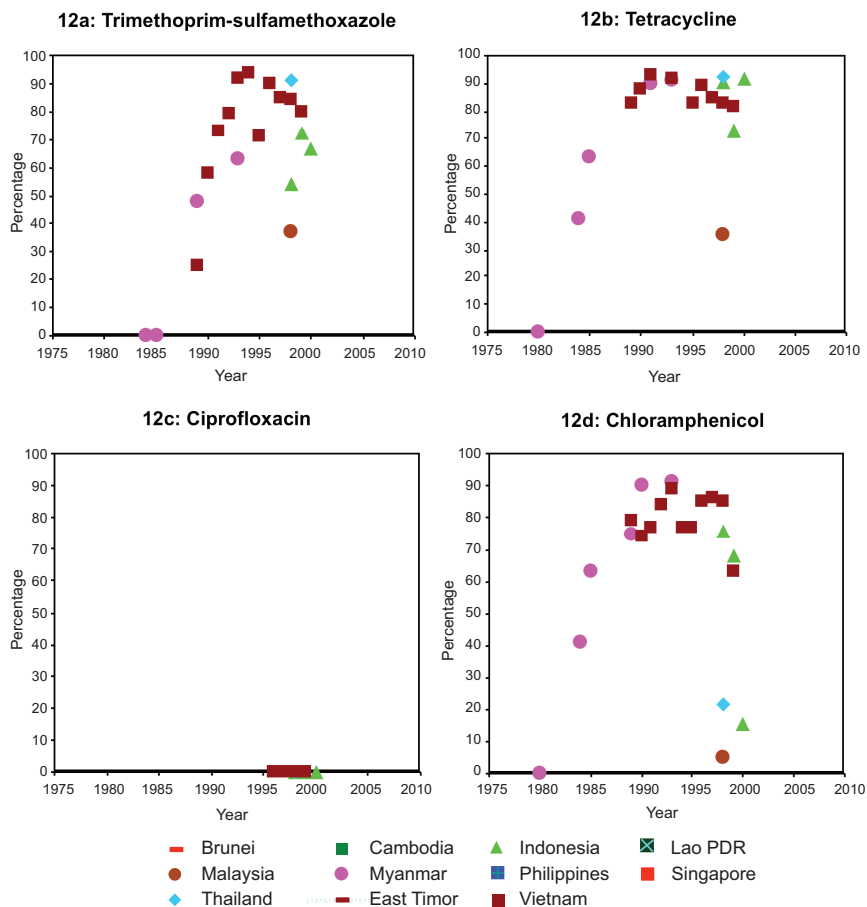 12a: Trimethoprim-sulfamethoxazole
Percentage
100
90
80
70
60
50
40
30
20
10
0
1975 1980 1985 1990 1995 2000 2005 2010
Year
12b: Tetracycline
Percentage
100
90
80
70
60
50
40
30
20
10
0
1975 1980 1985 1990 1995 2000 2005 2010
Year
12c: Ciprofloxacin
Percentage
100
90
80
70
60
50
40
30
20
10
0
1975 1980 1985 1990 1995 2000 2005 2010
Year
12d: Chloramphenicol
Percentage
100
90
80
70
60
50
40
30
20
10
0
1975 1980 1985 1990 1995 2000 2005 2010
Year
Brunei Cambodia Indonesia Lao PDR
Malaysia Myanmar Philippines Singapore
Thailand East Timor Vietnam